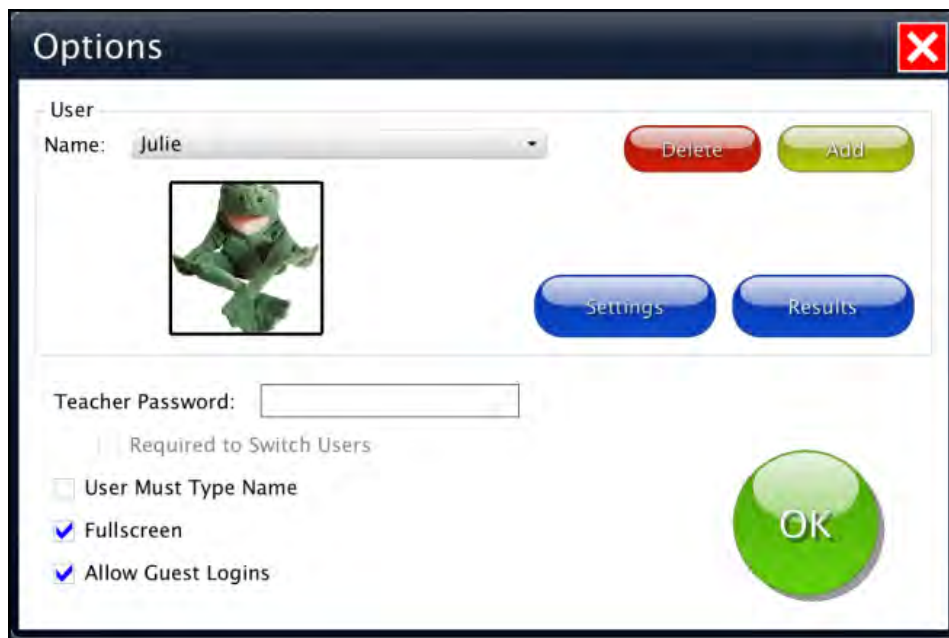 Options
User
Name: Julie
Delete Add
Settings Results
Teacher Password:
Required to Switch Users
User Must Type Name
Fullscreen
Allow Guest Logins
OK